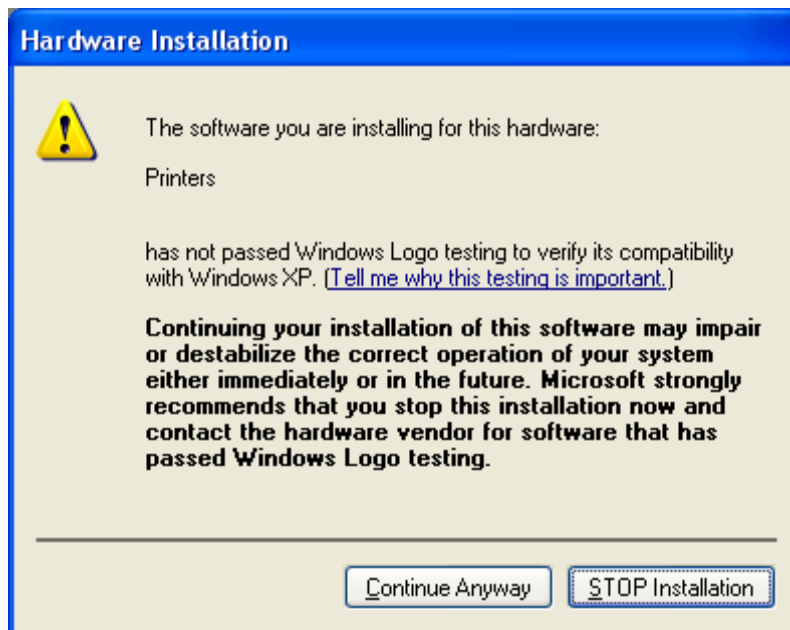 Hardware Installation
The software you are installing for this hardware:
Printers
has not passed Windows Logo testing to verify its compatibility
with Windows XP. (Tell me why this testing is important.)
Continuing your installation of this software may impair
or destabilize the correct operation of your system
either immediately or in the future. Microsoft strongly
recommends that you stop this installation now and
contact the hardware vendor for software that has
passed Windows Logo testing.
Continue Anyway STOP Installation